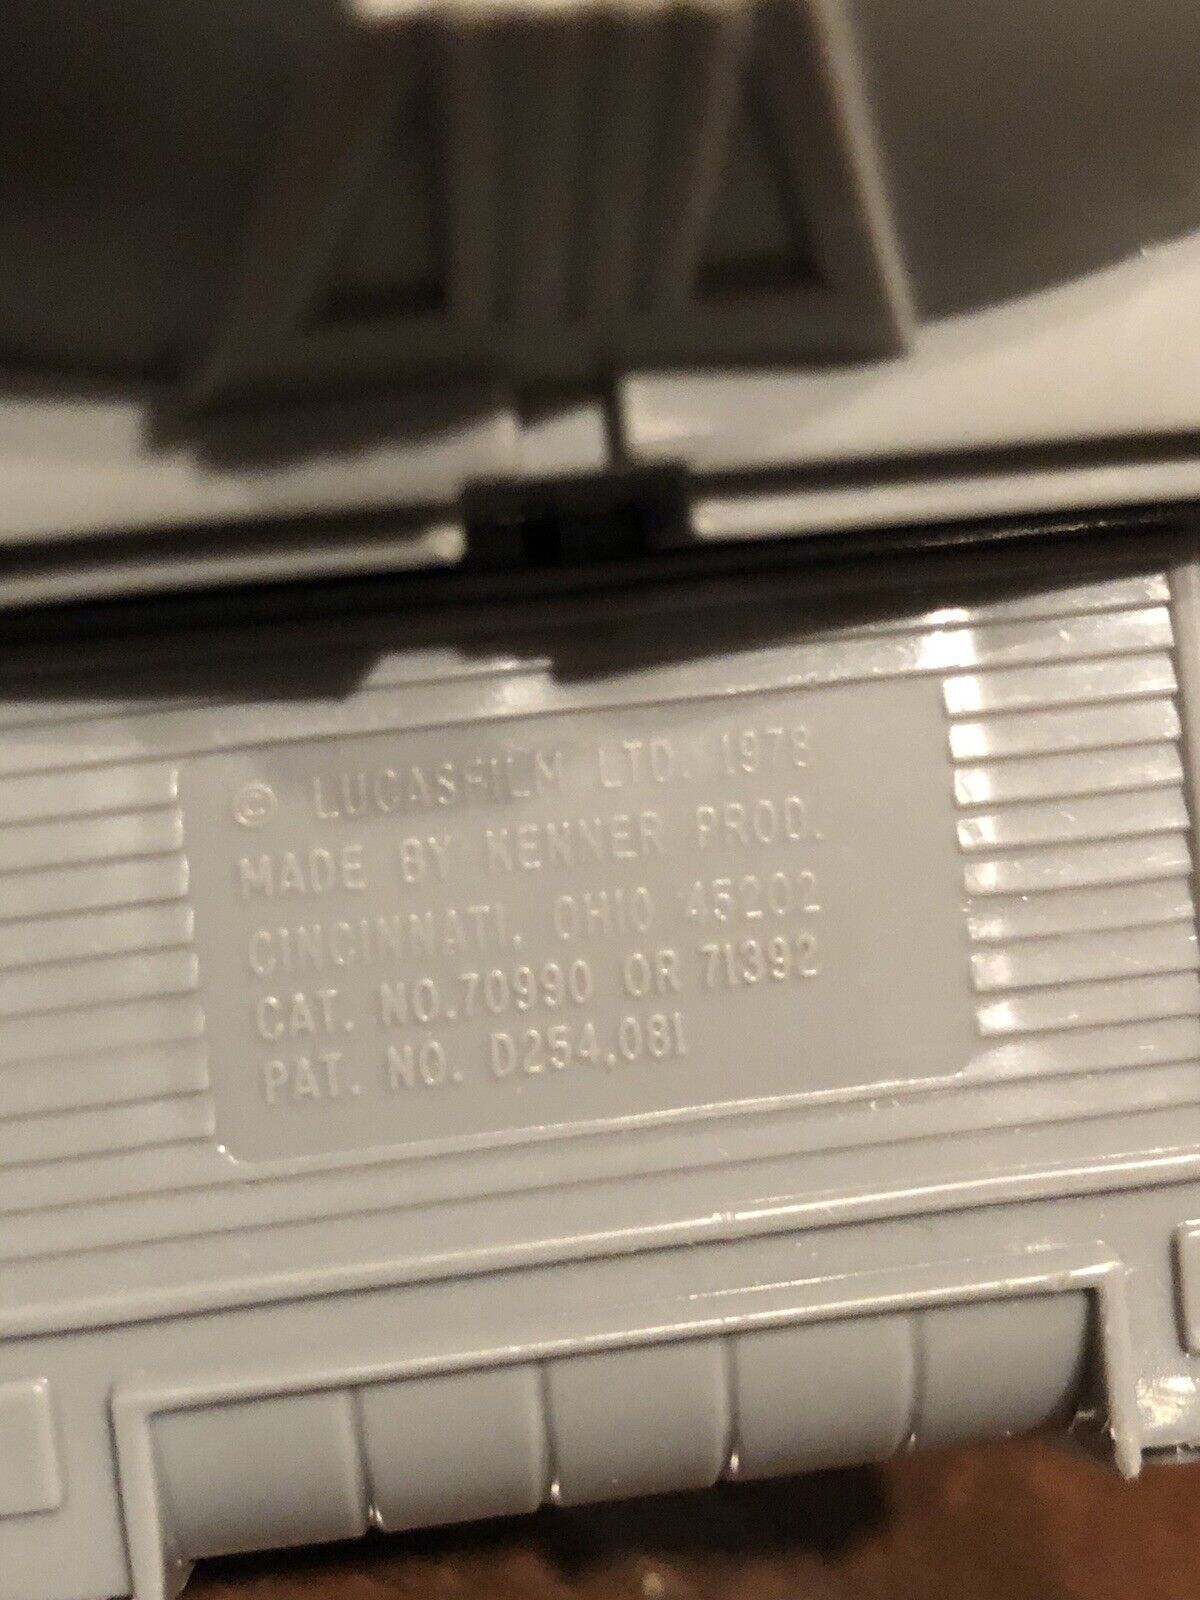 © LUCASFILM LTD. 1978
MADE BY KENNER PROD.
CINCINNATI, OHIO 45202
CAT. NO.70990 OR 71392
PAT. NO. D254,081